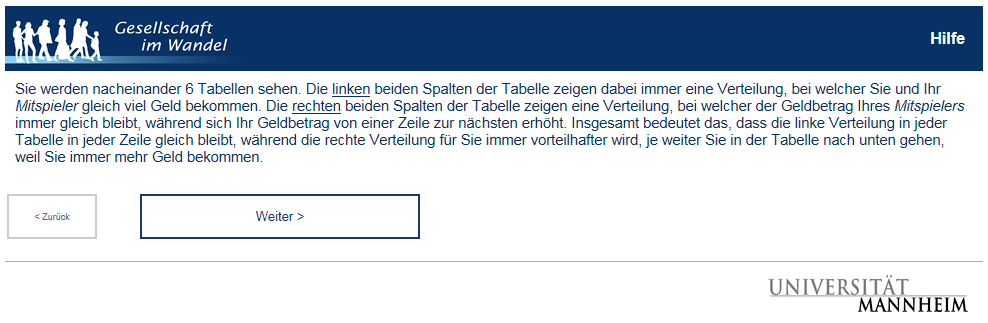 Gesellschaft
im Wandel
Hilfe
Sie werden nacheinander 6 Tabellen sehen. Die linken beiden Spalten der Tabelle zeigen dabei immer eine Verteilung, bei welcher Sie und Ihr
Mitspieler gleich viel Geld bekommen. Die rechten beiden Spalten der Tabelle zeigen eine Verteilung, bei welcher der Geldbetrag Ihres Mitspielers
immer gleich bleibt, während sich Ihr Geldbetrag von einer Zeile zur nächsten erhöht. Insgesamt bedeutet das, dass die linke Verteilung in jeder
Tabelle in jeder Zeile gleich bleibt, während die rechte Verteilung für Sie immer vorteilhafter wird, je weiter Sie in der Tabelle nach unten gehen,
weil Sie immer mehr Geld bekommen.
< Zurück
Weiter >
UNIVERSITÄT
MANNHEIM